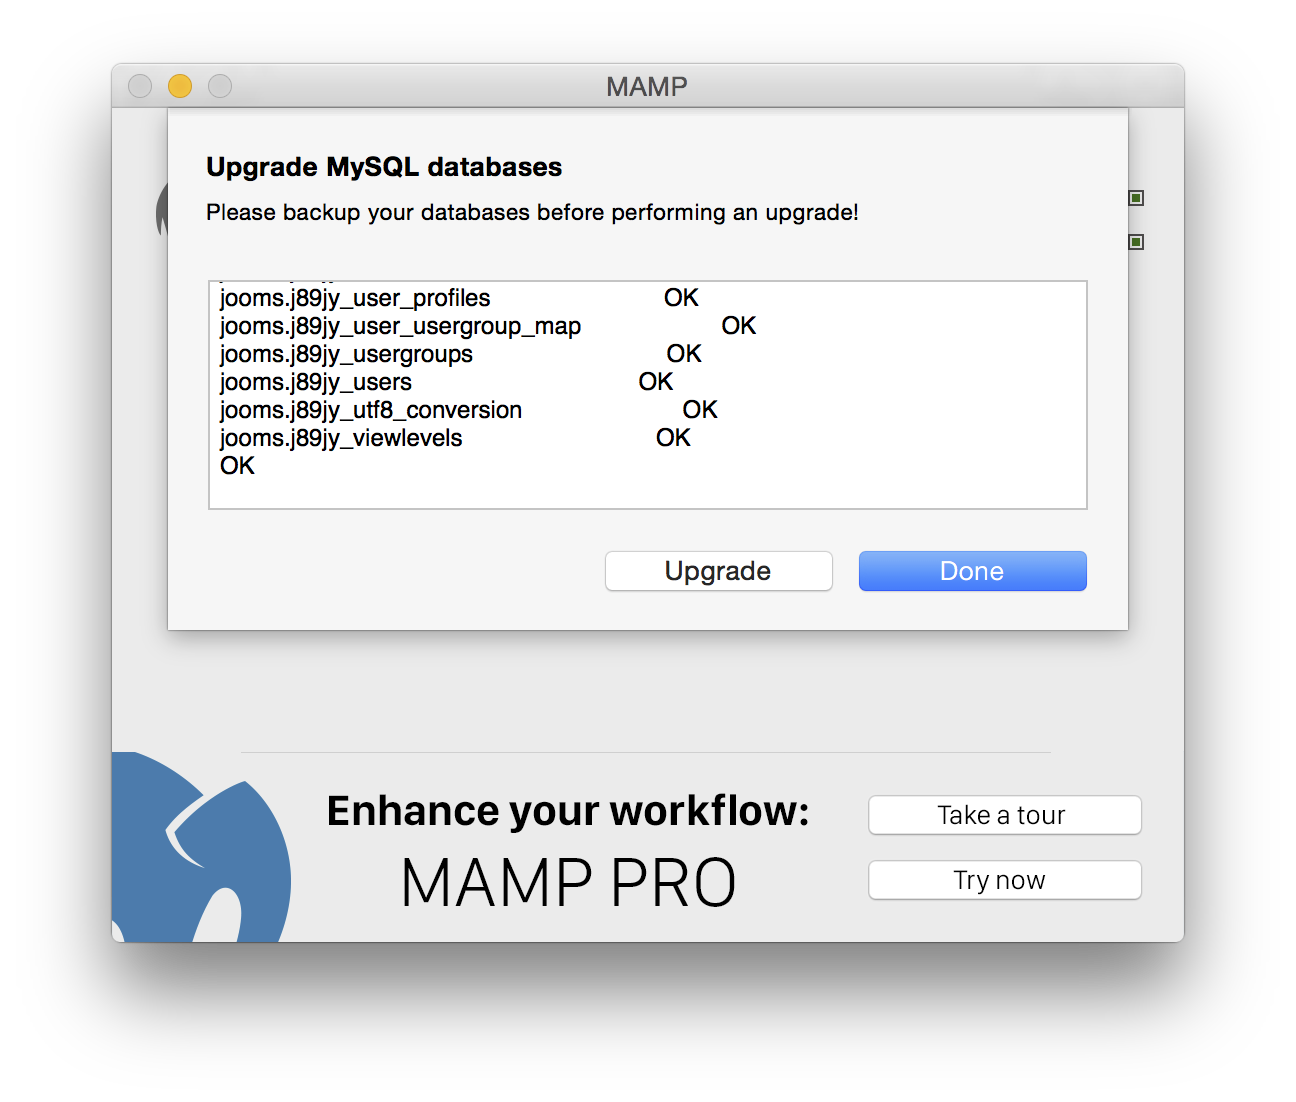 MAMP
Upgrade MySQL databases
Please backup your databases before performing an upgrade!
jooms.j89jy_user_profiles OK
jooms.j89jy_user_usergroup_map OK
jooms.j89jy_usergroups OK
jooms.j89jy_users OK
jooms.j89jy_utf8_conversion OK
jooms.j89jy_viewlevels OK
OK
Upgrade Done
Enhance your workflow:
MAMP PRO
Take a tour
Try now